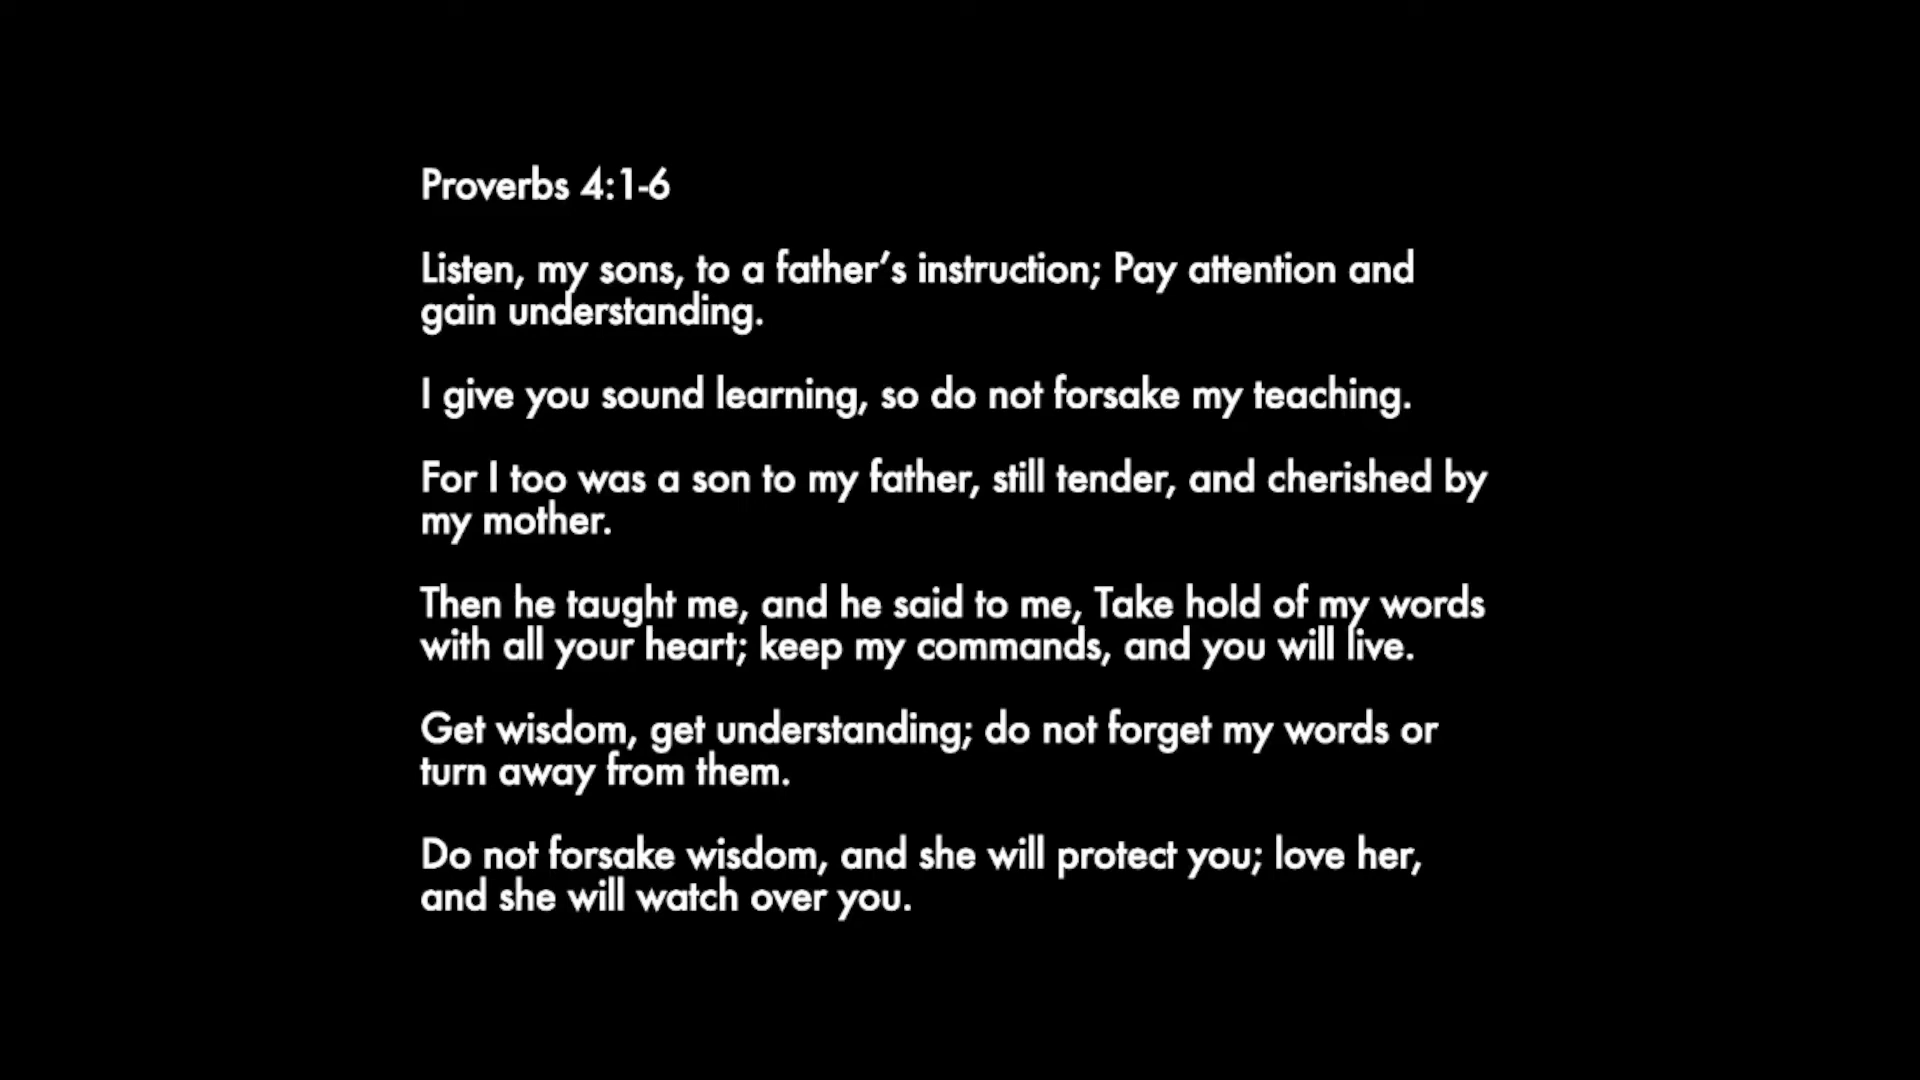 Proverbs 4:1-6
Listen, my sons, to a father’s instruction; Pay attention and
gain understanding.
I give you sound learning, so do not forsake my teaching.
For I too was a son to my father, still tender, and cherished by
my mother.
Then he taught me, and he said to me, Take hold of my words
with all your heart; keep my commands, and you will live.
Get wisdom, get understanding; do not forget my words or
turn away from them.
Do not forsake wisdom, and she will protect you; love her,
and she will watch over you.